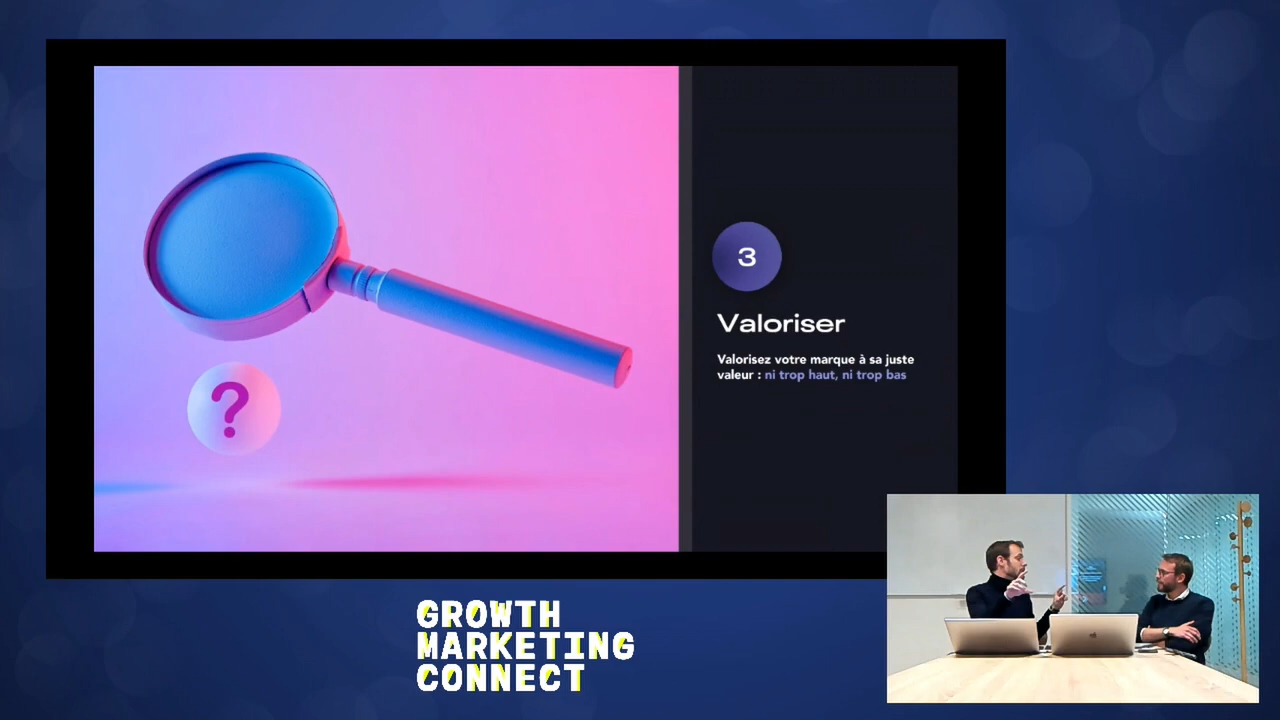 ?
3
Valoriser
Valorisez votre marque à sa juste
valeur : ni trop haut, ni trop bas
GROWTH
MARKETING
CONNECT